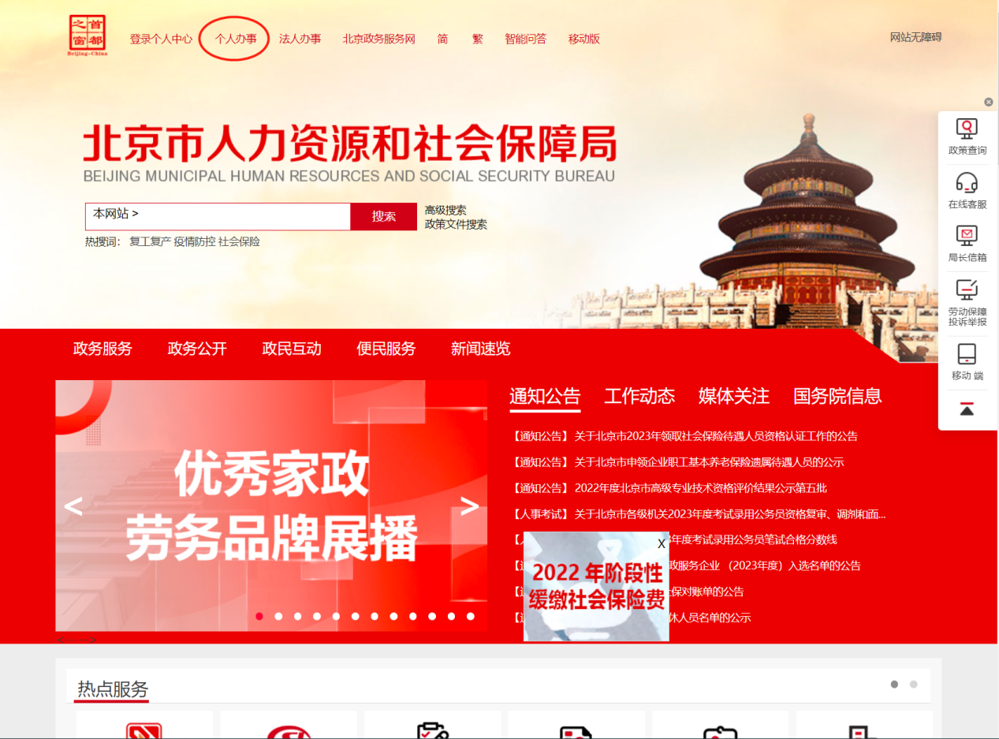 首都之窗
Beijing-China
登录个人中心 个人办事 法人办事 北京政务服务网 简 繁 智能问答 移动版
网站无障碍
北京市人力资源和社会保障局
BEIJING MUNICIPAL HUMAN RESOURCES AND SOCIAL SECURITY BUREAU
本网站 >
搜索
高级搜索
政策文件搜索
热搜词： 复工复产 疫情防控 社会保险
政策查询
在线客服
局长信箱
劳动保障
投诉举报
移动 端
政务服务 政务公开 政民互动 便民服务 新闻速览
优秀家政
劳务品牌展播
< >
通知公告 工作动态 媒体关注 国务院信息
【通知公告】 关于北京市2023年领取社会保险待遇人员资格认证工作的公告
【通知公告】 关于北京市申领企业职工基本养老保险遗属待遇人员的公示
【通知公告】 2022年度北京市高级专业技术资格评价结果公示第五批
【人事考试】 关于北京市各级机关2023年度考试录用公务员资格复审、调剂和面...
年度考试录用公务员笔试合格分数线
政服务企业 （2023年度）入选名单的公告
保对账单的公告
休人员名单的公示
X
2022 年阶段性
缓缴社会保险费
< >
热点服务